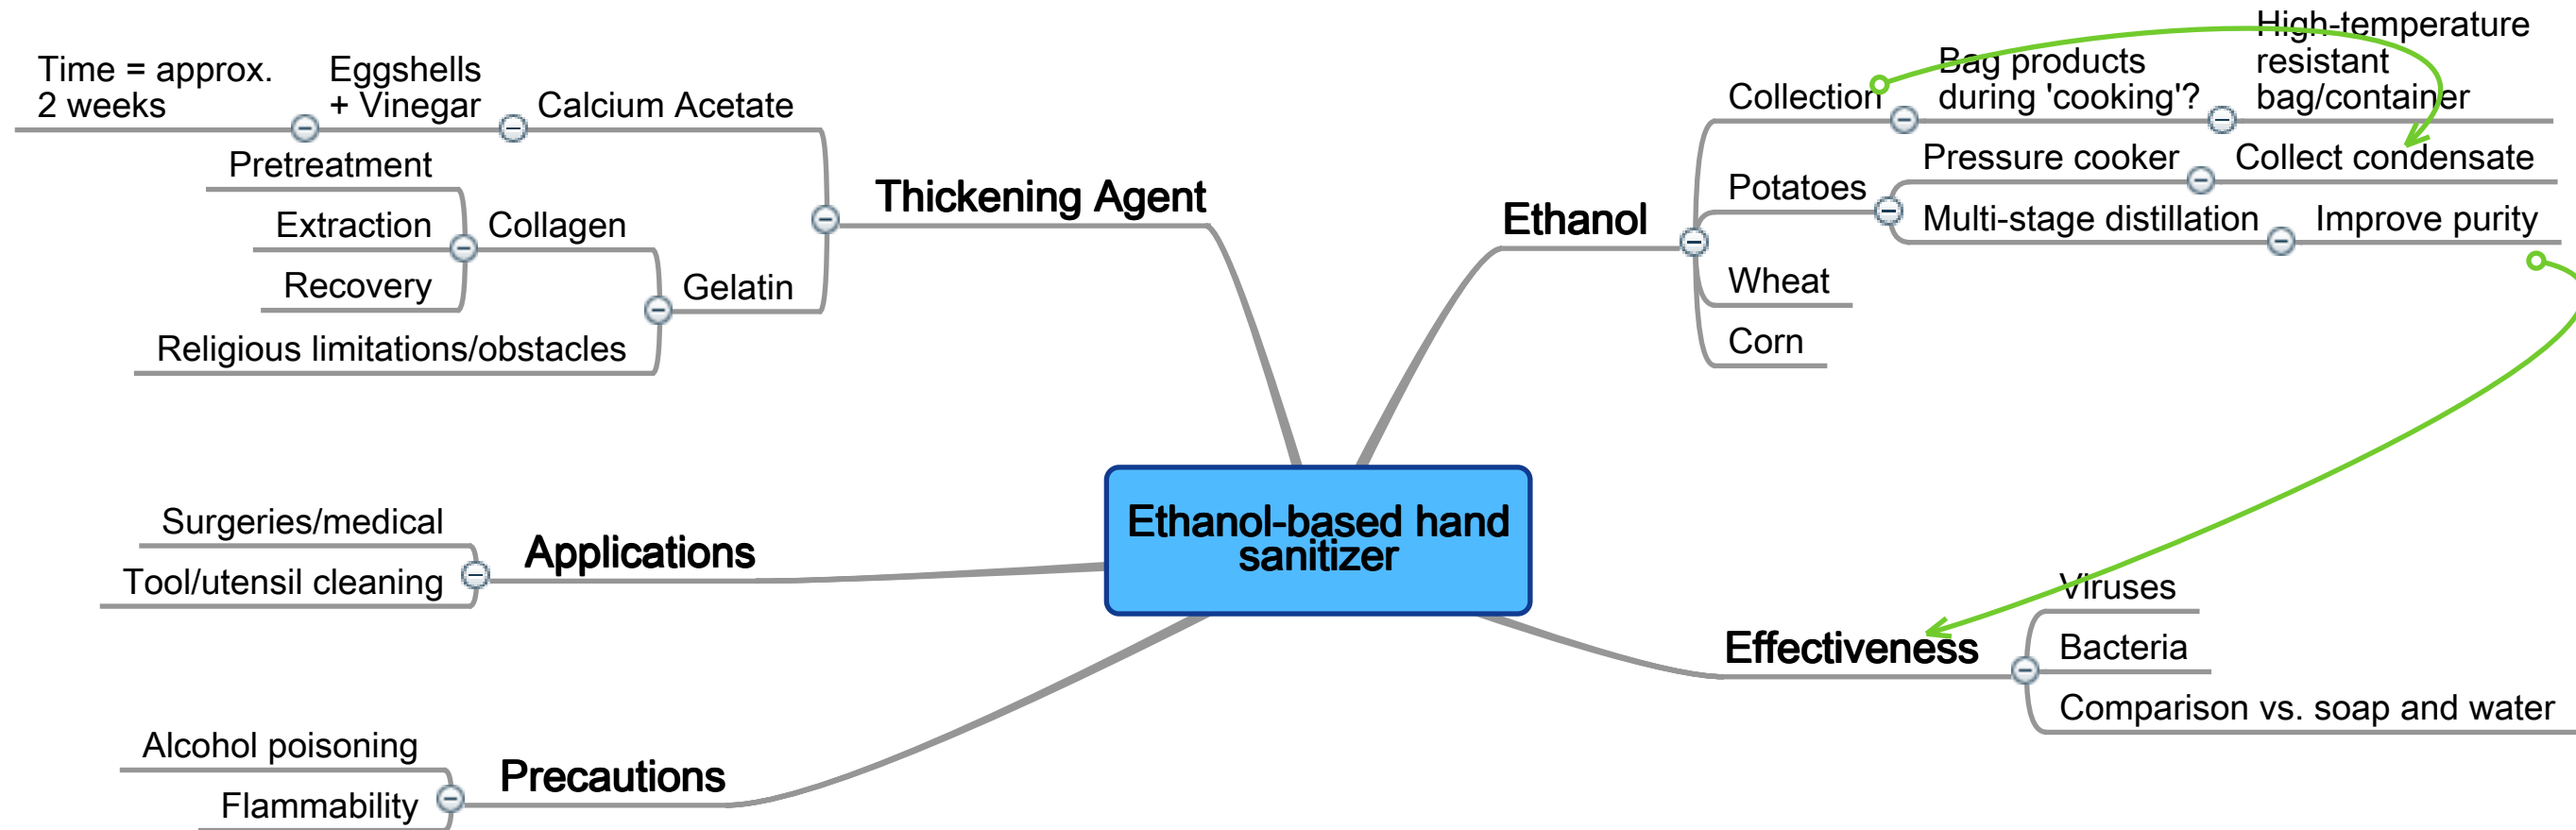 Time = approx.
2 weeks
Eggshells
+ Vinegar
Calcium Acetate
Pretreatment
Extraction
Recovery
Collagen
Gelatin
Religious limitations/obstacles
Thickening Agent
Ethanol
Collection
Bag products
during 'cooking'?
High-temperature
resistant
bag/container
Potatoes
Pressure cooker
Collect condensate
Multi-stage distillation
Improve purity
Wheat
Corn
Ethanol-based hand
sanitizer
Surgeries/medical
Tool/utensil cleaning
Applications
Effectiveness
Viruses
Bacteria
Comparison vs. soap and water
Alcohol poisoning
Flammability
Precautions